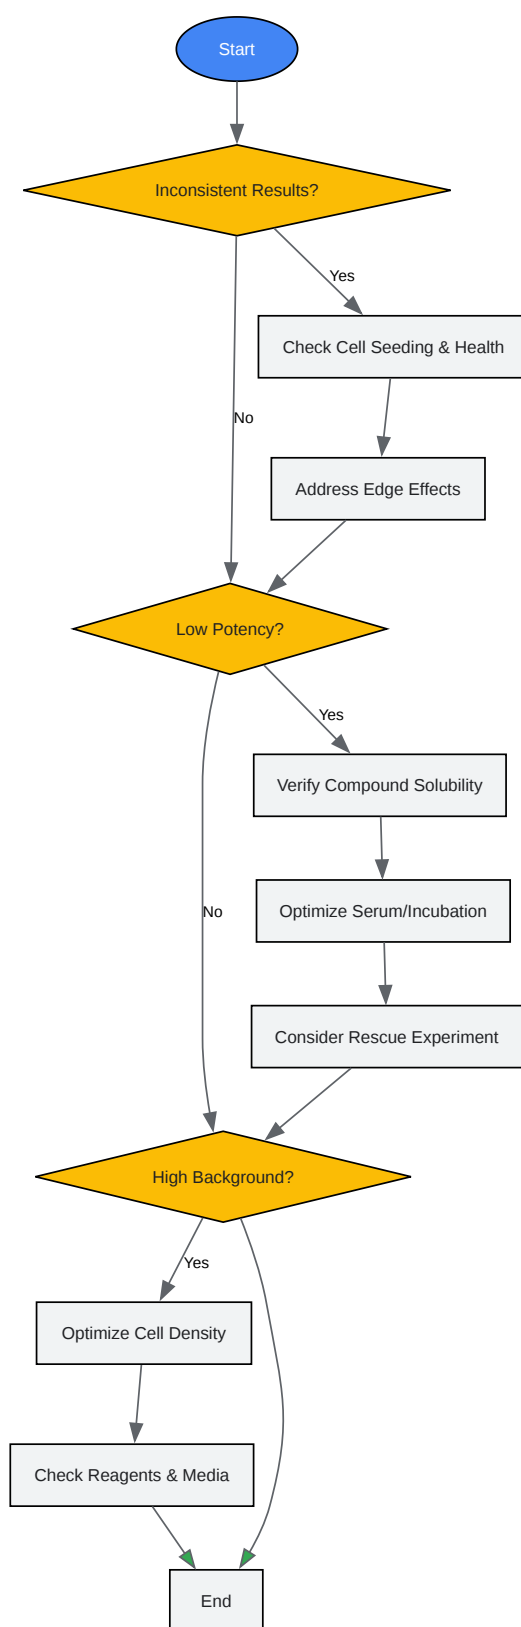 Start
Inconsistent Results?
Yes
Check Cell Seeding & Health
No
Address Edge Effects
Low Potency?
Yes
Verify Compound Solubility
No
Optimize Serum/Incubation
Consider Rescue Experiment
High Background?
Yes
Optimize Cell Density
Check Reagents & Media
End